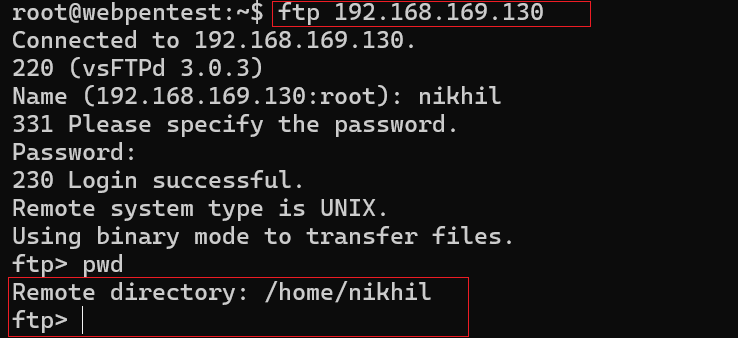 root@webpentest:~$ ftp 192.168.169.130
Connected to 192.168.169.130.
220 (vsFTPd 3.0.3)
Name (192.168.169.130:root): nikhil
331 Please specify the password.
Password:
230 Login successful.
Remote system type is UNIX.
Using binary mode to transfer files.
ftp> pwd
Remote directory: /home/nikhil
ftp>